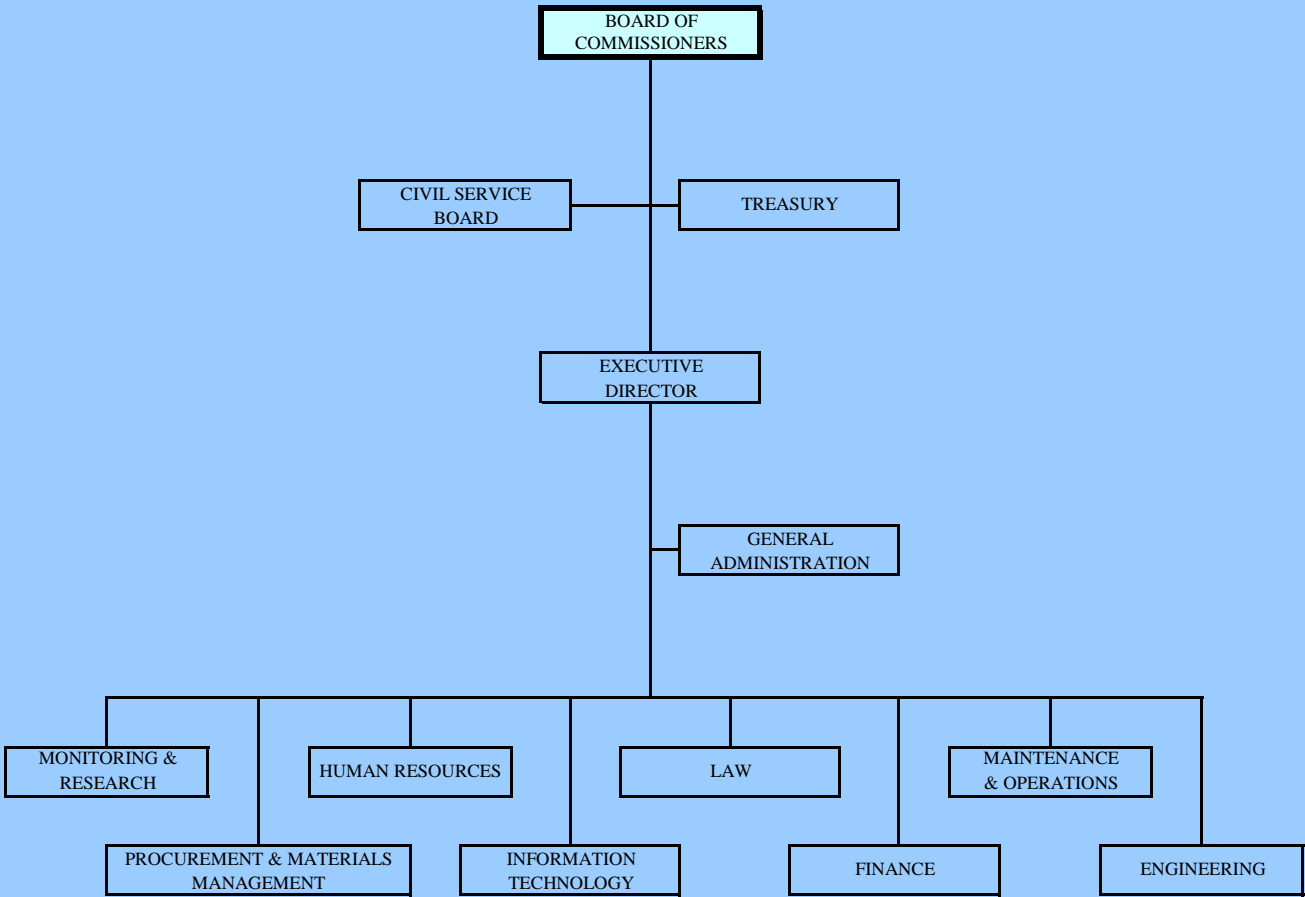 BOARD OF
COMMISSIONERS
CIVIL SERVICE
BOARD
TREASURY
EXECUTIVE
DIRECTOR
GENERAL
ADMINISTRATION
MONITORING &
RESEARCH
HUMAN RESOURCES
LAW
MAINTENANCE
& OPERATIONS
PROCUREMENT & MATERIALS
MANAGEMENT
INFORMATION
TECHNOLOGY
FINANCE
ENGINEERING